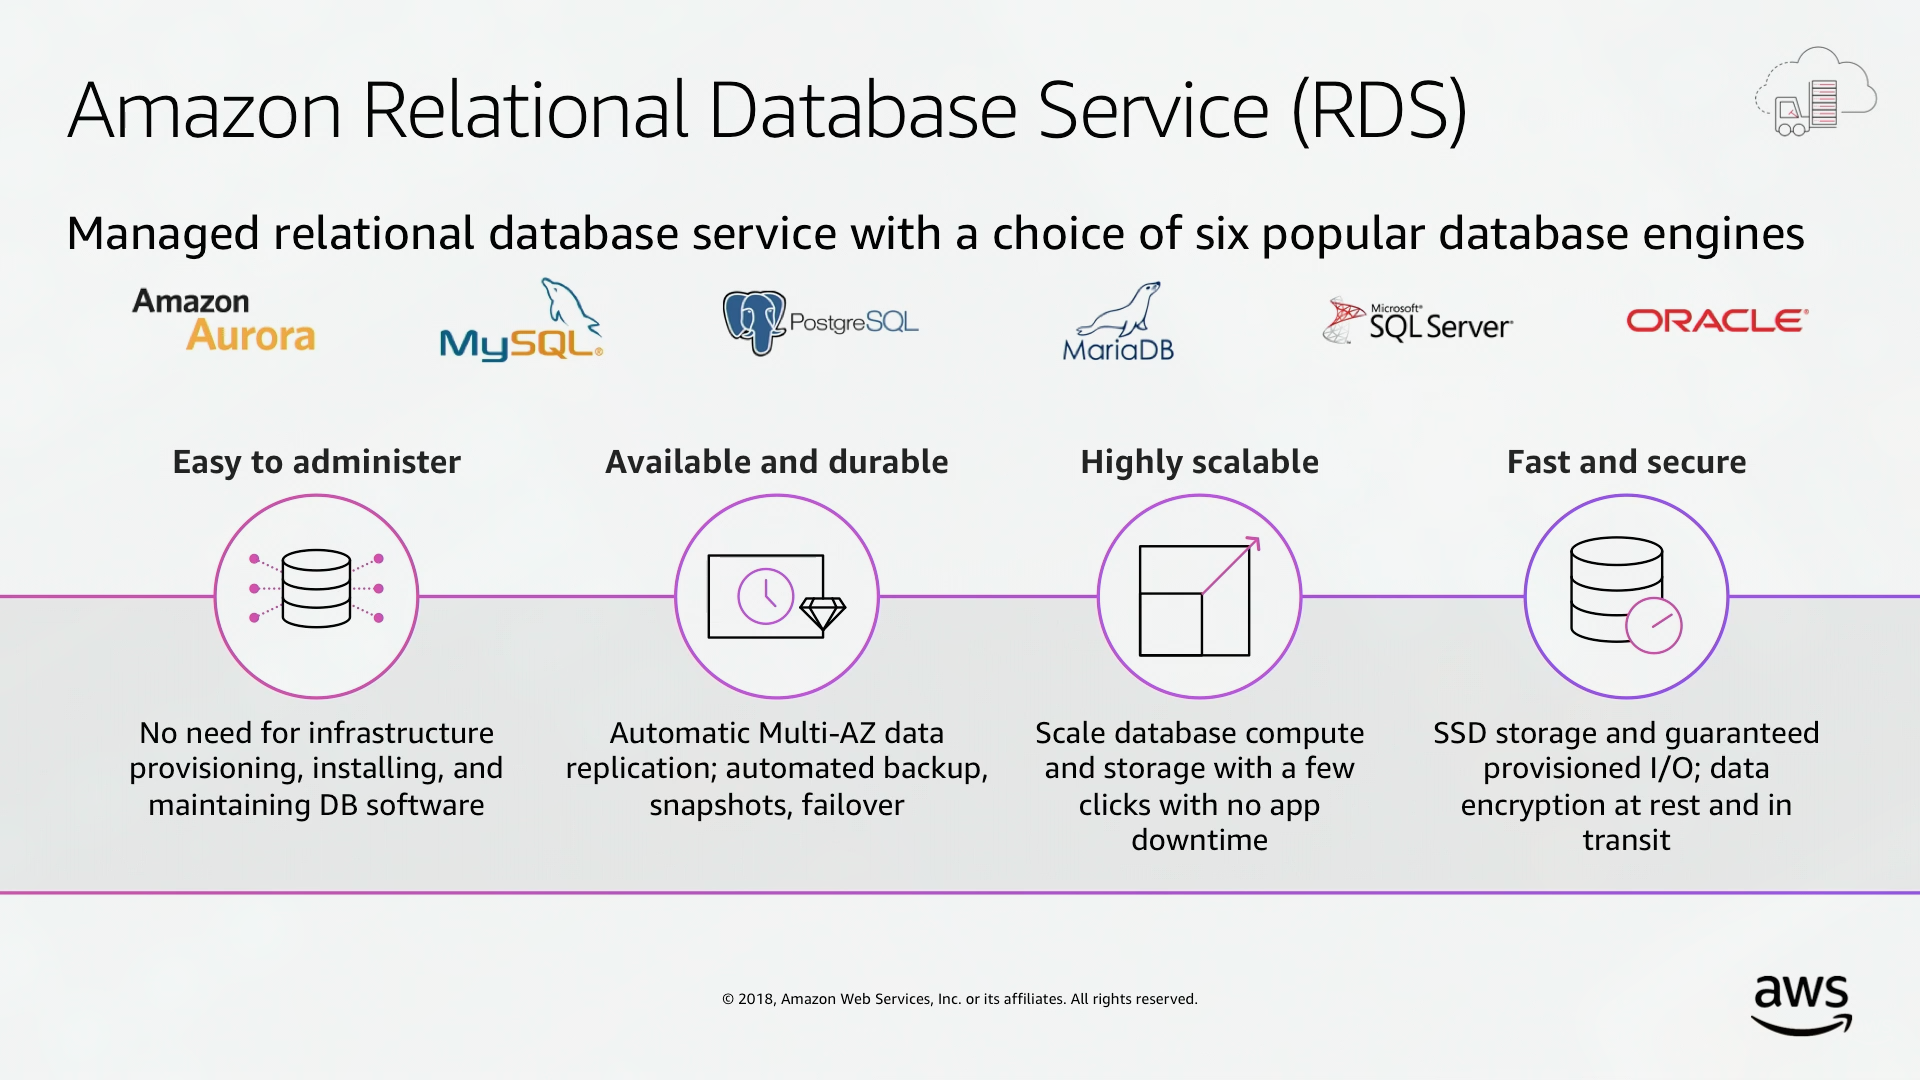 Amazon Relational Database Service (RDS)
Managed relational database service with a choice of six popular database engines
Amazon
Aurora
MySQL®
PostgreSQL
MariaDB
Microsoft®
SQL Server®
ORACLE®
Easy to administer
Available and durable
Highly scalable
Fast and secure
No need for infrastructure
provisioning, installing, and
maintaining DB software
Automatic Multi-AZ data
replication; automated backup,
snapshots, failover
Scale database compute
and storage with a few
clicks with no app
downtime
SSD storage and guaranteed
provisioned I/O; data
encryption at rest and in
transit
© 2018, Amazon Web Services, Inc. or its affiliates. All rights reserved.
aws